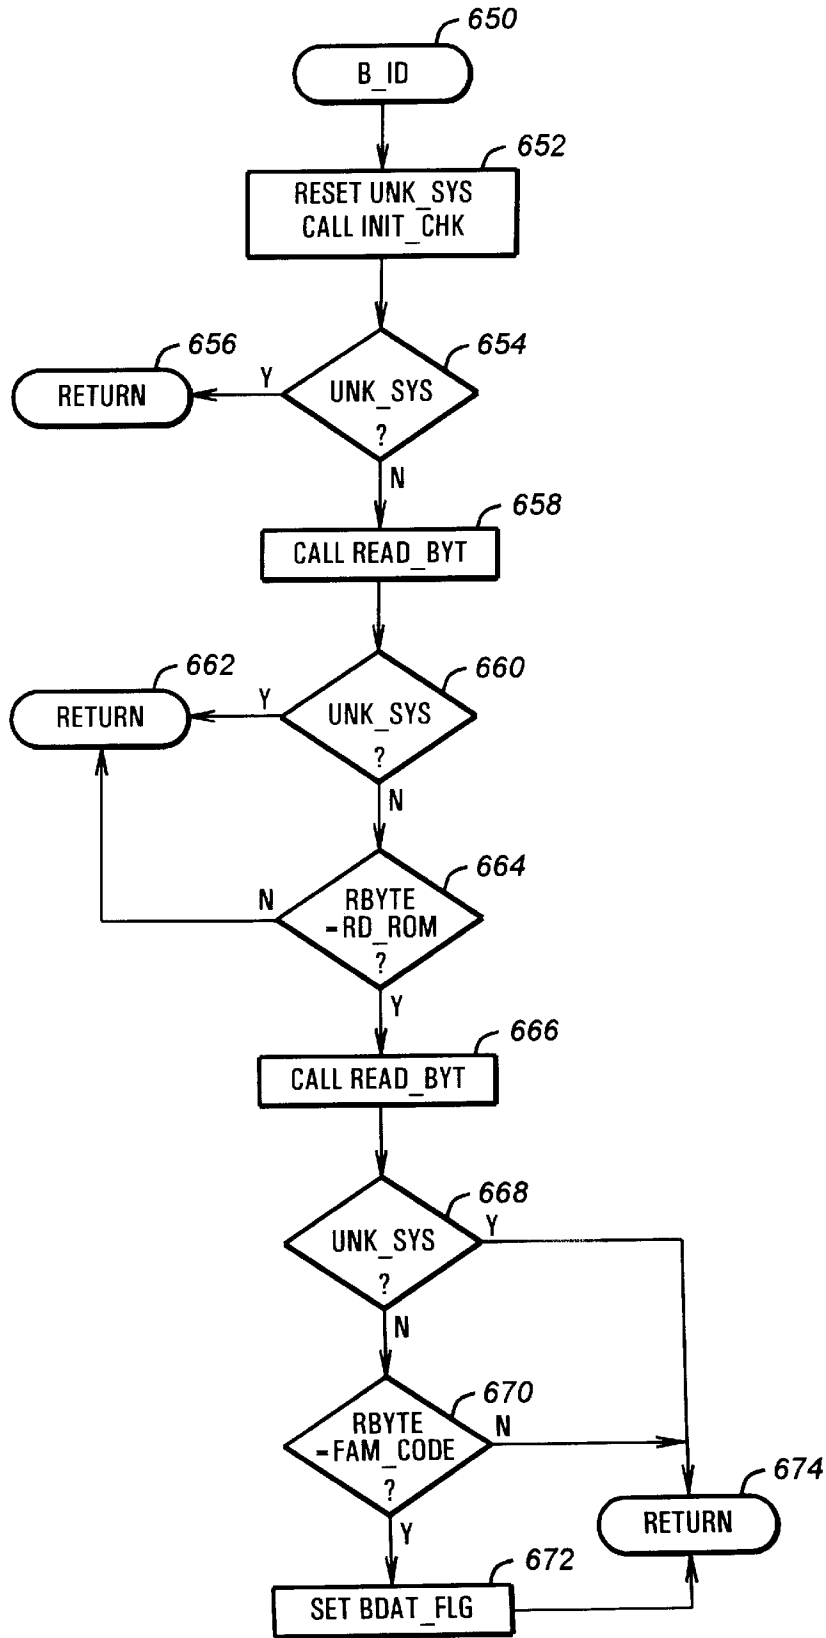 650
B_ID
652
RESET UNK_SYS
CALL INIT_CHK
656
654
RETURN
Y
UNK_SYS
?
N
658
CALL READ_BYT
662
660
RETURN
Y
UNK_SYS
?
N
664
N
RBYTE
=RD_ROM
?
Y
666
CALL READ_BYT
668
Y
UNK_SYS
?
N
670
RBYTE
=FAM_CODE
?
N
674
RETURN
Y
672
SET BDAT_FLG